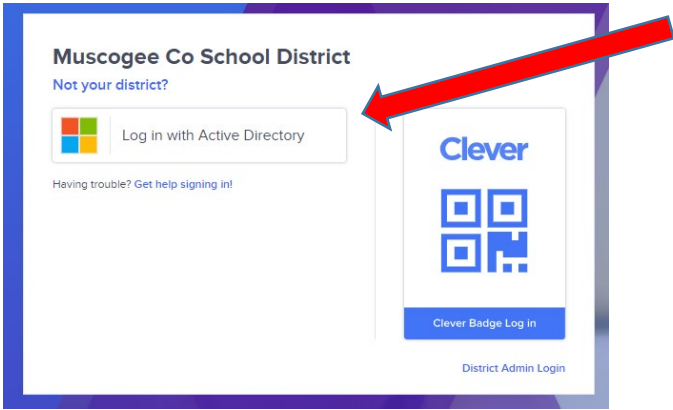 Muscogee Co School District
Not your district?
Log in with Active Directory
Having trouble? Get help signing in!
Clever
Clever Badge Log in
District Admin Login